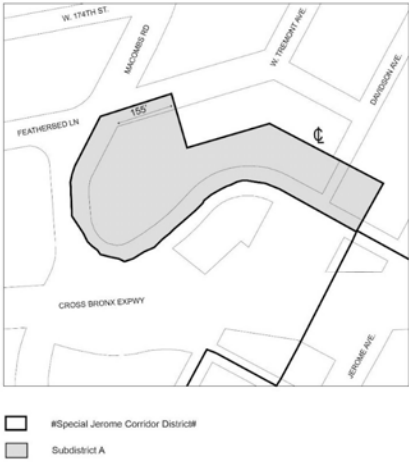 W. 174TH ST.
MACOMBS RD
W. TREMONT AVE.
DAVIDSON AVE.
155'
FEATHERBED LN
℄
CROSS BRONX EXPWY
JEROME AVE.
#Special Jerome Corridor District#
Subdistrict A